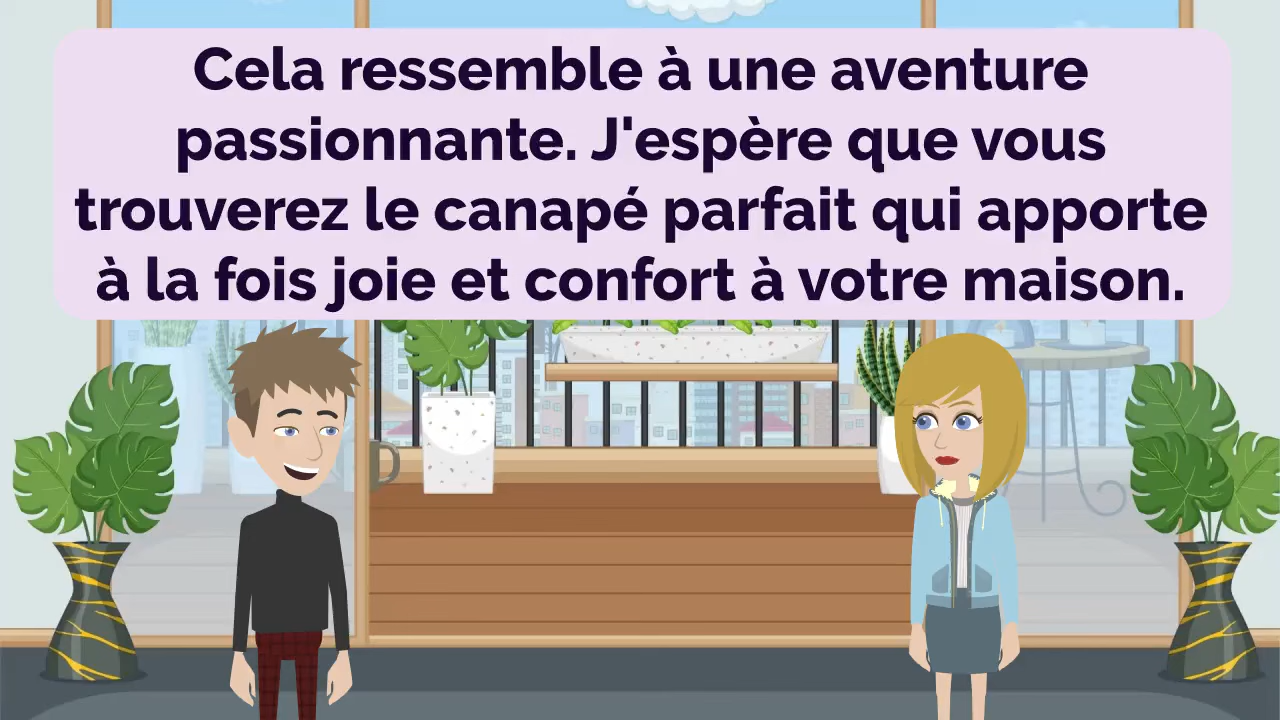 Cela ressemble à une aventure
passionnante. J'espère que vous
trouverez le canapé parfait qui apporte
à la fois joie et confort à votre maison.